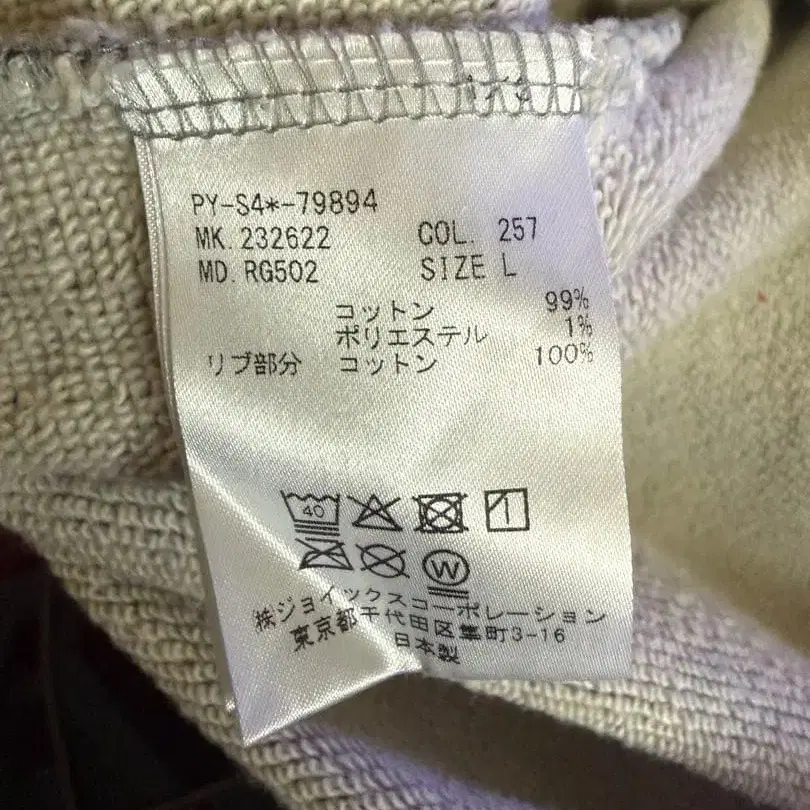 PY-S4*-79894
MK. 232622 COL. 257
MD. RG502 SIZE L
コットン 99%
ポリエステル 1%
リブ部分 コットン 100%
40
W
㈱ジョイックスコーポレーション
東京都千代田区隼町3-16
日本製